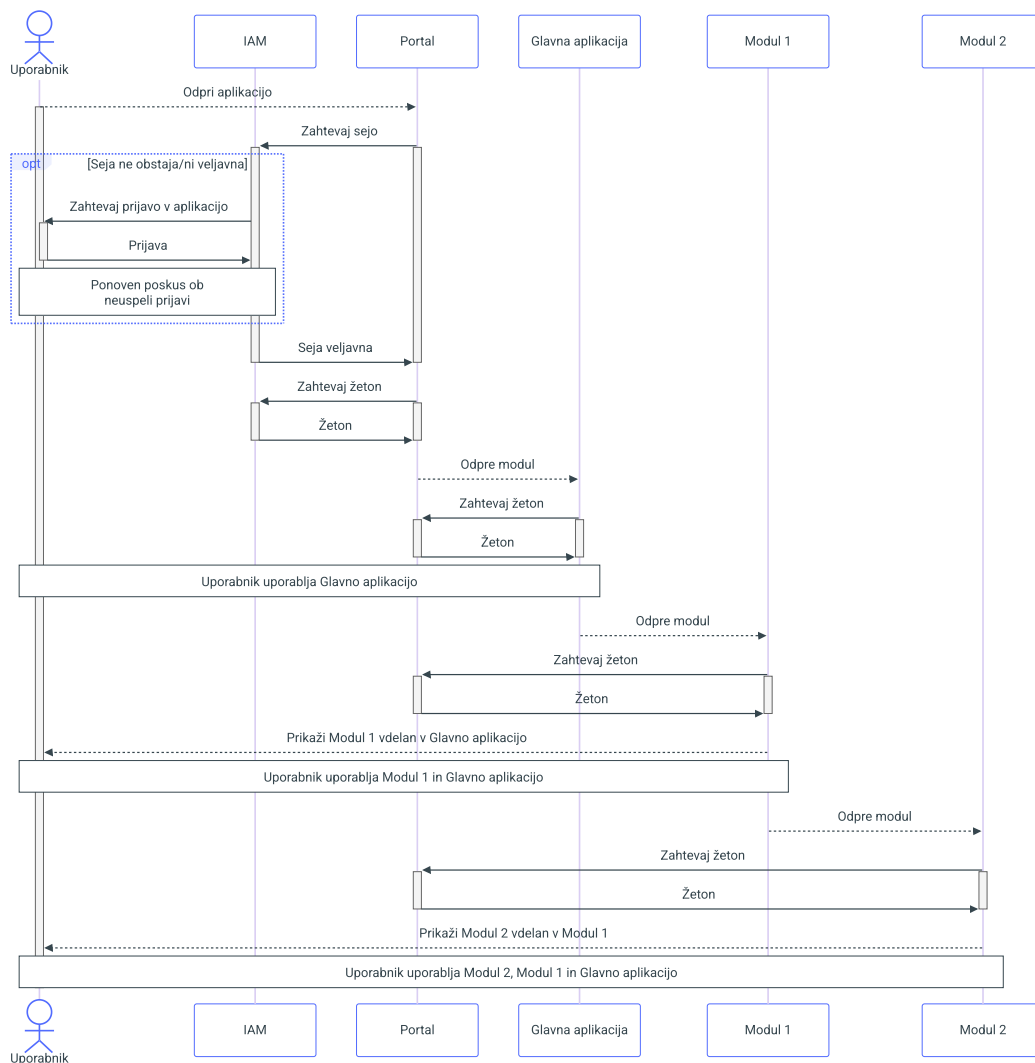 Uporabnik
IAM
Portal
Glavna aplikacija
Modul 1
Modul 2
Odpri aplikacijo
Zahtevaj sejo
opt
[Seja ne obstaja/ni veljavna]
Zahtevaj prijavo v aplikacijo
Prijava
Ponoven poskus ob
neuspeli prijavi
Seja veljavna
Zahtevaj žeton
Žeton
Odpre modul
Zahtevaj žeton
Žeton
Uporabnik uporablja Glavno aplikacijo
Odpre modul
Zahtevaj žeton
Žeton
Prikaži Modul 1 vdelan v Glavno aplikacijo
Uporabnik uporablja Modul 1 in Glavno aplikacijo
Odpre modul
Zahtevaj žeton
Žeton
Prikaži Modul 2 vdelan v Modul 1
Uporabnik uporablja Modul 2, Modul 1 in Glavno aplikacijo
Uporabnik
IAM
Portal
Glavna aplikacija
Modul 1
Modul 2